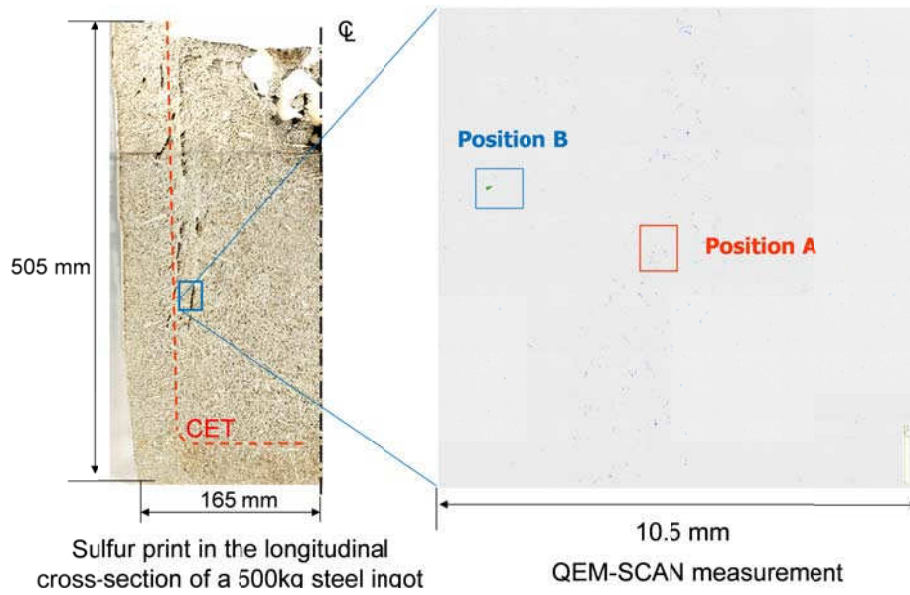 ℄
Position B
Position A
505 mm
CET
165 mm
10.5 mm
Sulfur print in the longitudinal
cross-section of a 500kg steel ingot
QEM-SCAN measurement